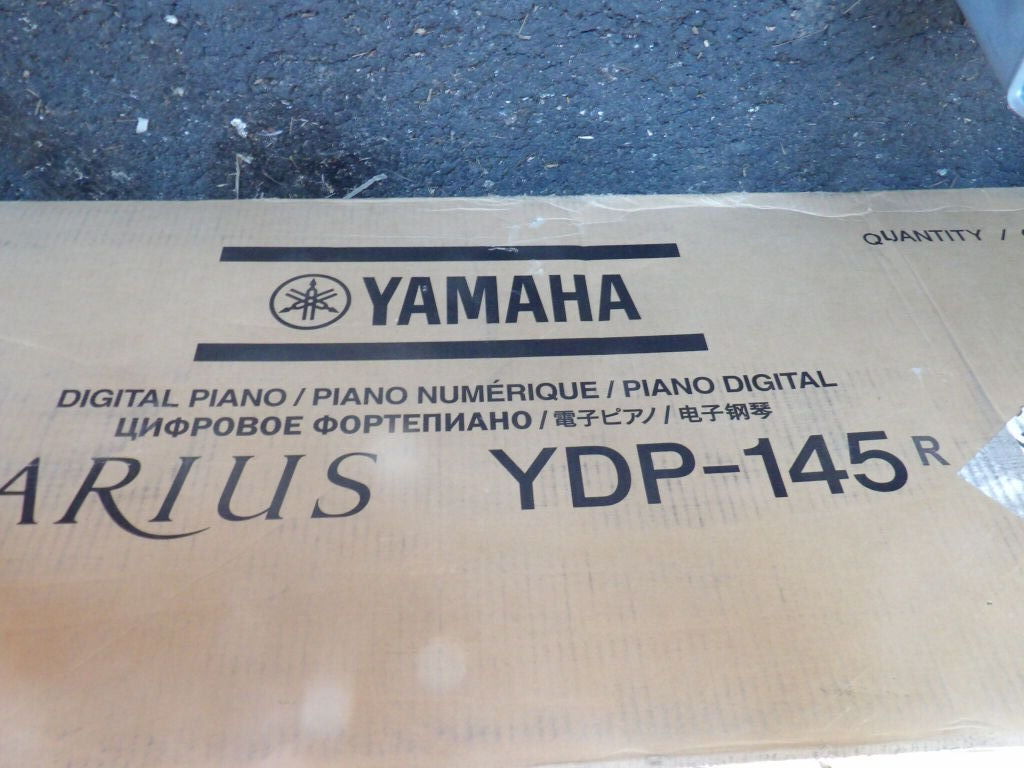 QUANTITY /
YAMAHA
DIGITAL PIANO / PIANO NUMÉRIQUE / PIANO DIGITAL
ЦИФРОВОЕ ФОРТЕПИАНО / 電子ピアノ / 电子钢琴
ARIUS YDP-145 R